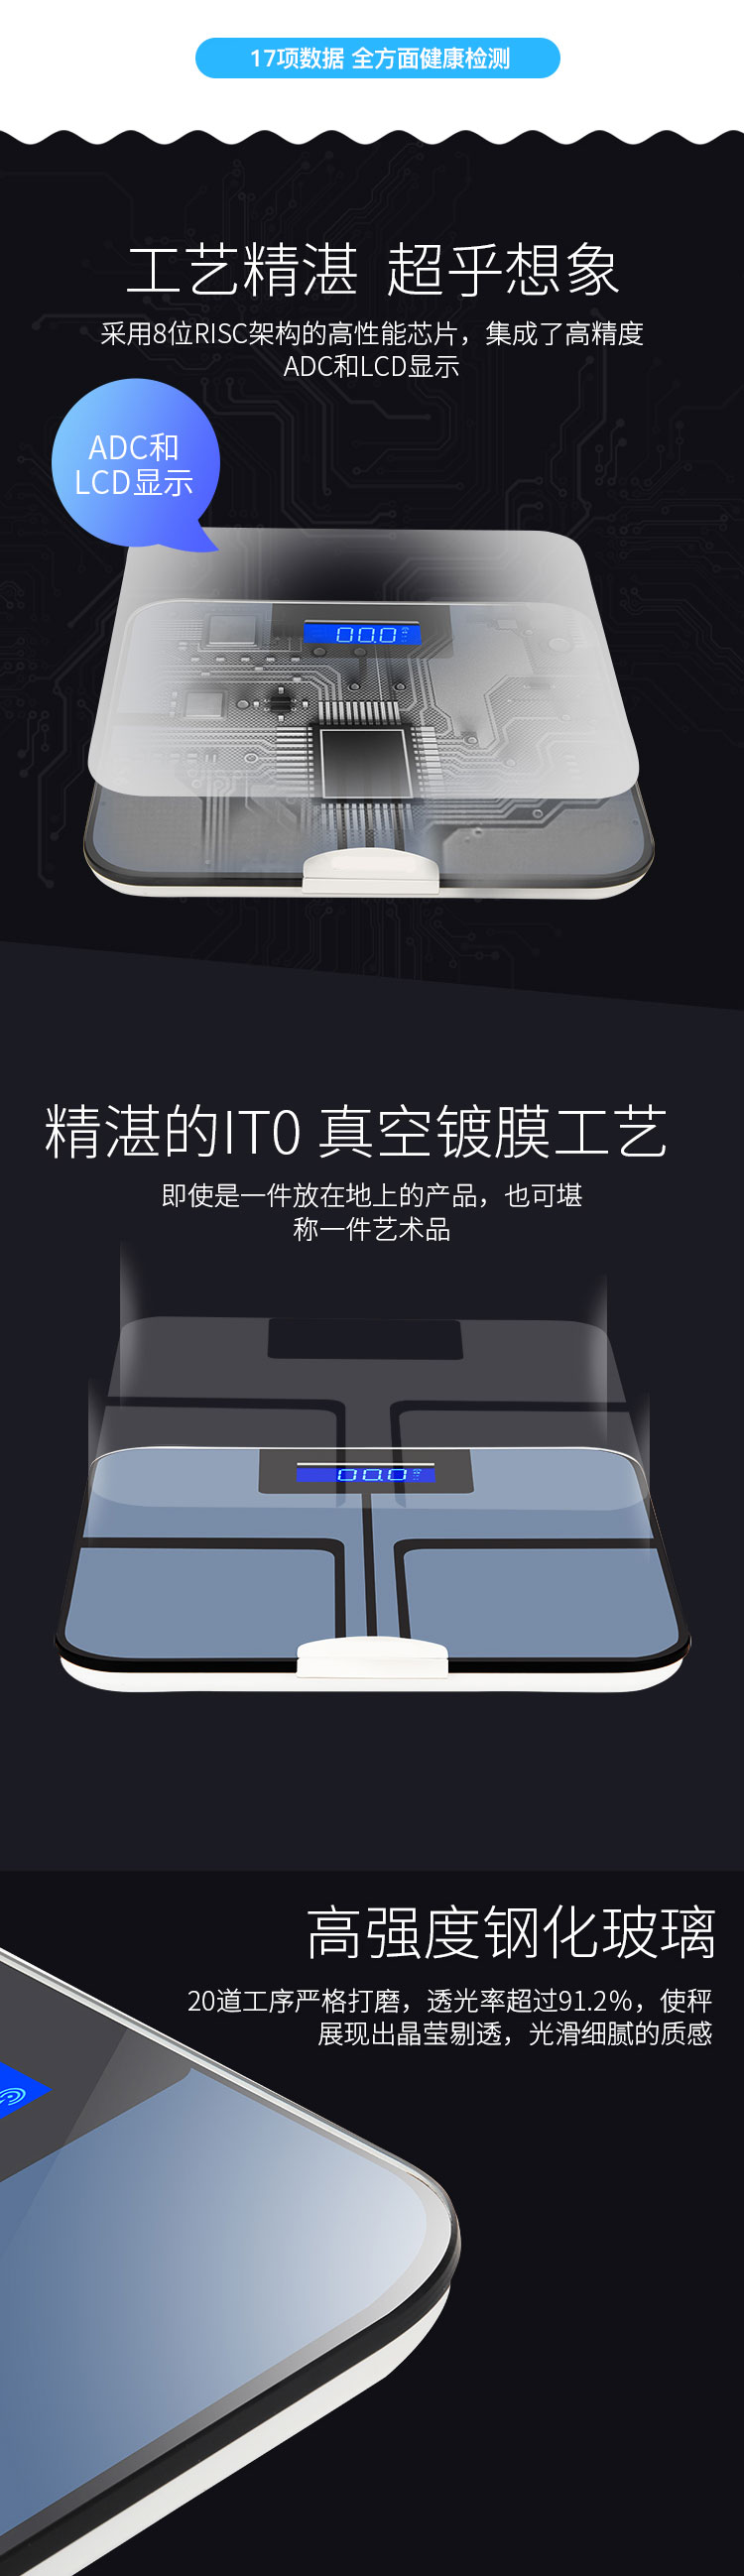 17项数据 全方面健康检测
工艺精湛 超乎想象
采用8位RISC架构的高性能芯片，集成了高精度
ADC和LCD显示
ADC和
LCD显示
00.0
精湛的IT0 真空镀膜工艺
即使是一件放在地上的产品，也可堪
称一件艺术品
00.0
高强度钢化玻璃
20道工序严格打磨，透光率超过91.2%，使秤
展现出晶莹剔透，光滑细腻的质感